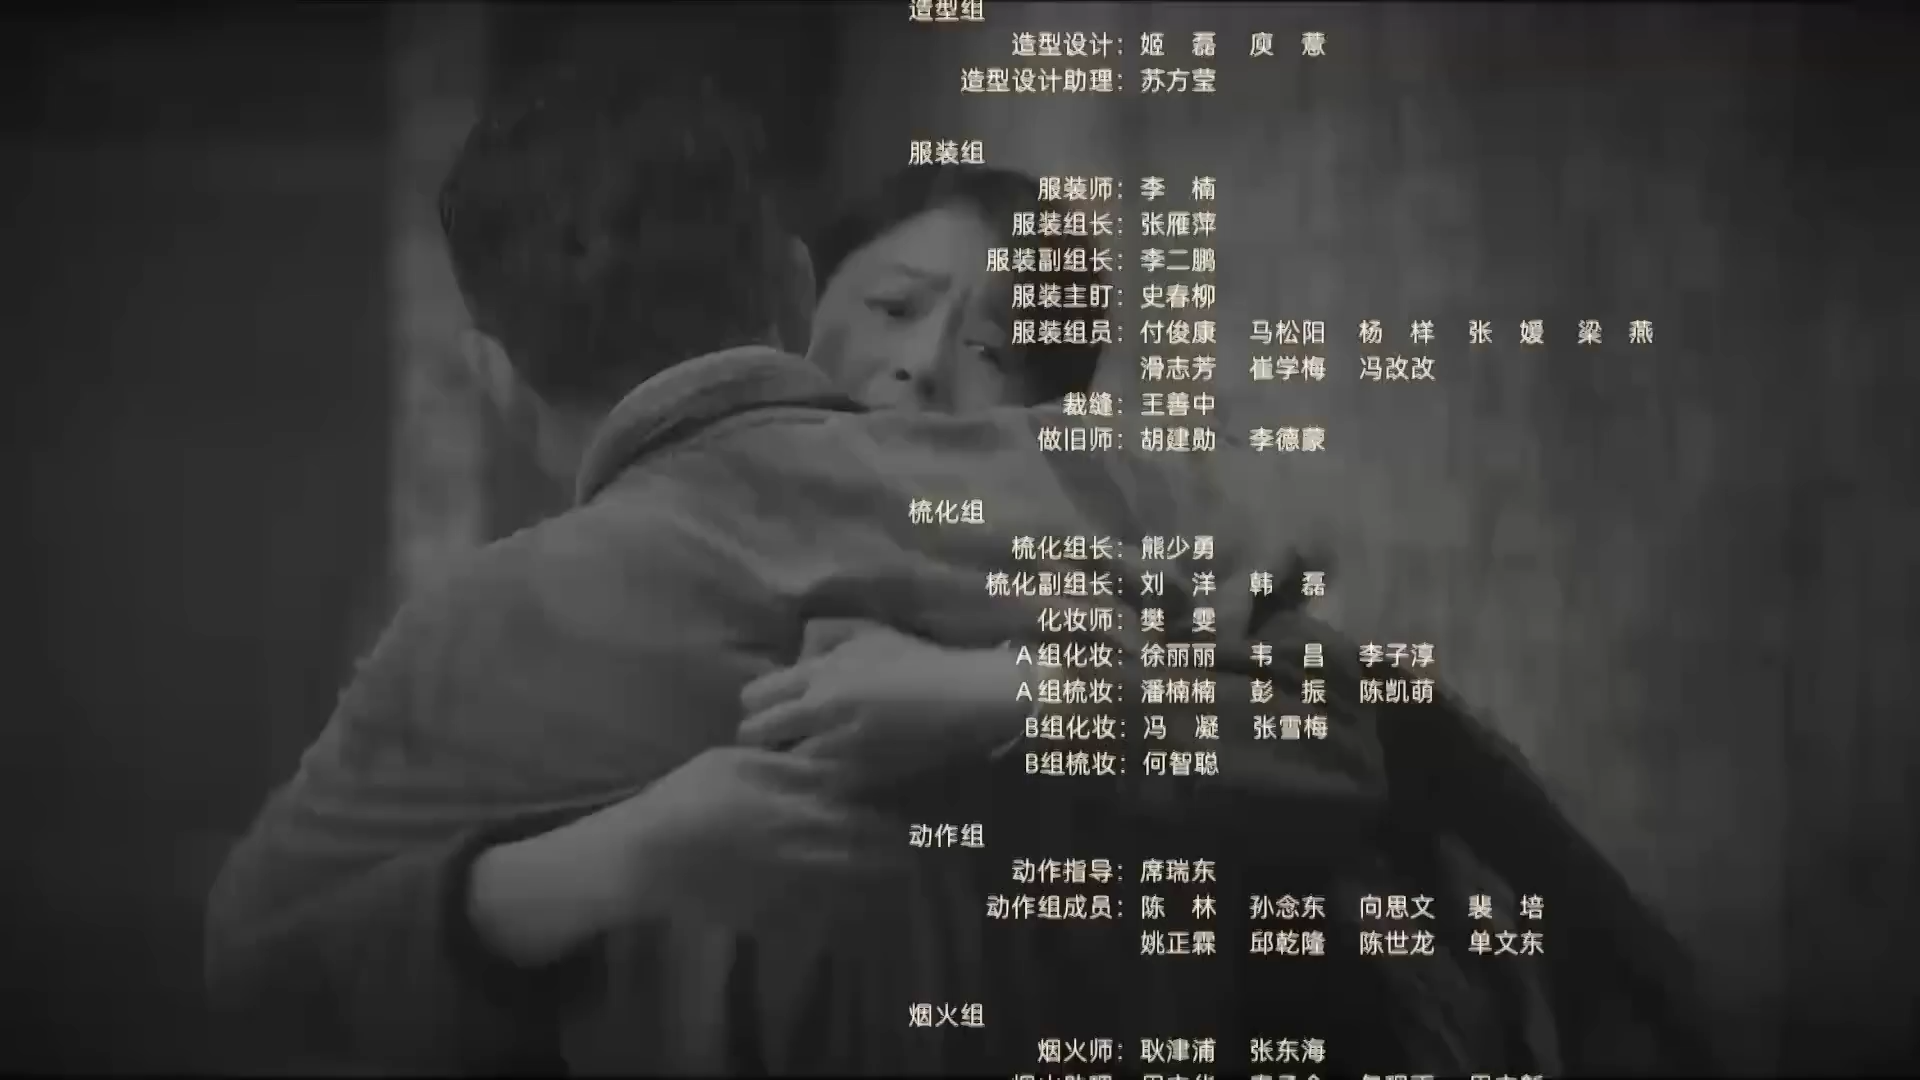 造型组
造型设计：姬 磊 庾 薏
造型设计助理：苏方莹
服装组
服装师：李 楠
服装组长：张雁萍
服装副组长：李二鹏
服装主盯：史春柳
服装组员：付俊康 马松阳 杨 样 张 媛 梁 燕
滑志芳 崔学梅 冯改改
裁缝：王善中
做旧师：胡建勋 李德蒙
梳化组
梳化组长：熊少勇
梳化副组长：刘 洋 韩 磊
化妆师：樊 雯
A组化妆：徐丽丽 韦 昌 李子淳
A组梳妆：潘楠楠 彭 振 陈凯萌
B组化妆：冯 凝 张雪梅
B组梳妆：何智聪
动作组
动作指导：席瑞东
动作组成员：陈 林 孙念东 向思文 裴 培
姚正霖 邱乾隆 陈世龙 单文东
烟火组
烟火师：耿津浦 张东海